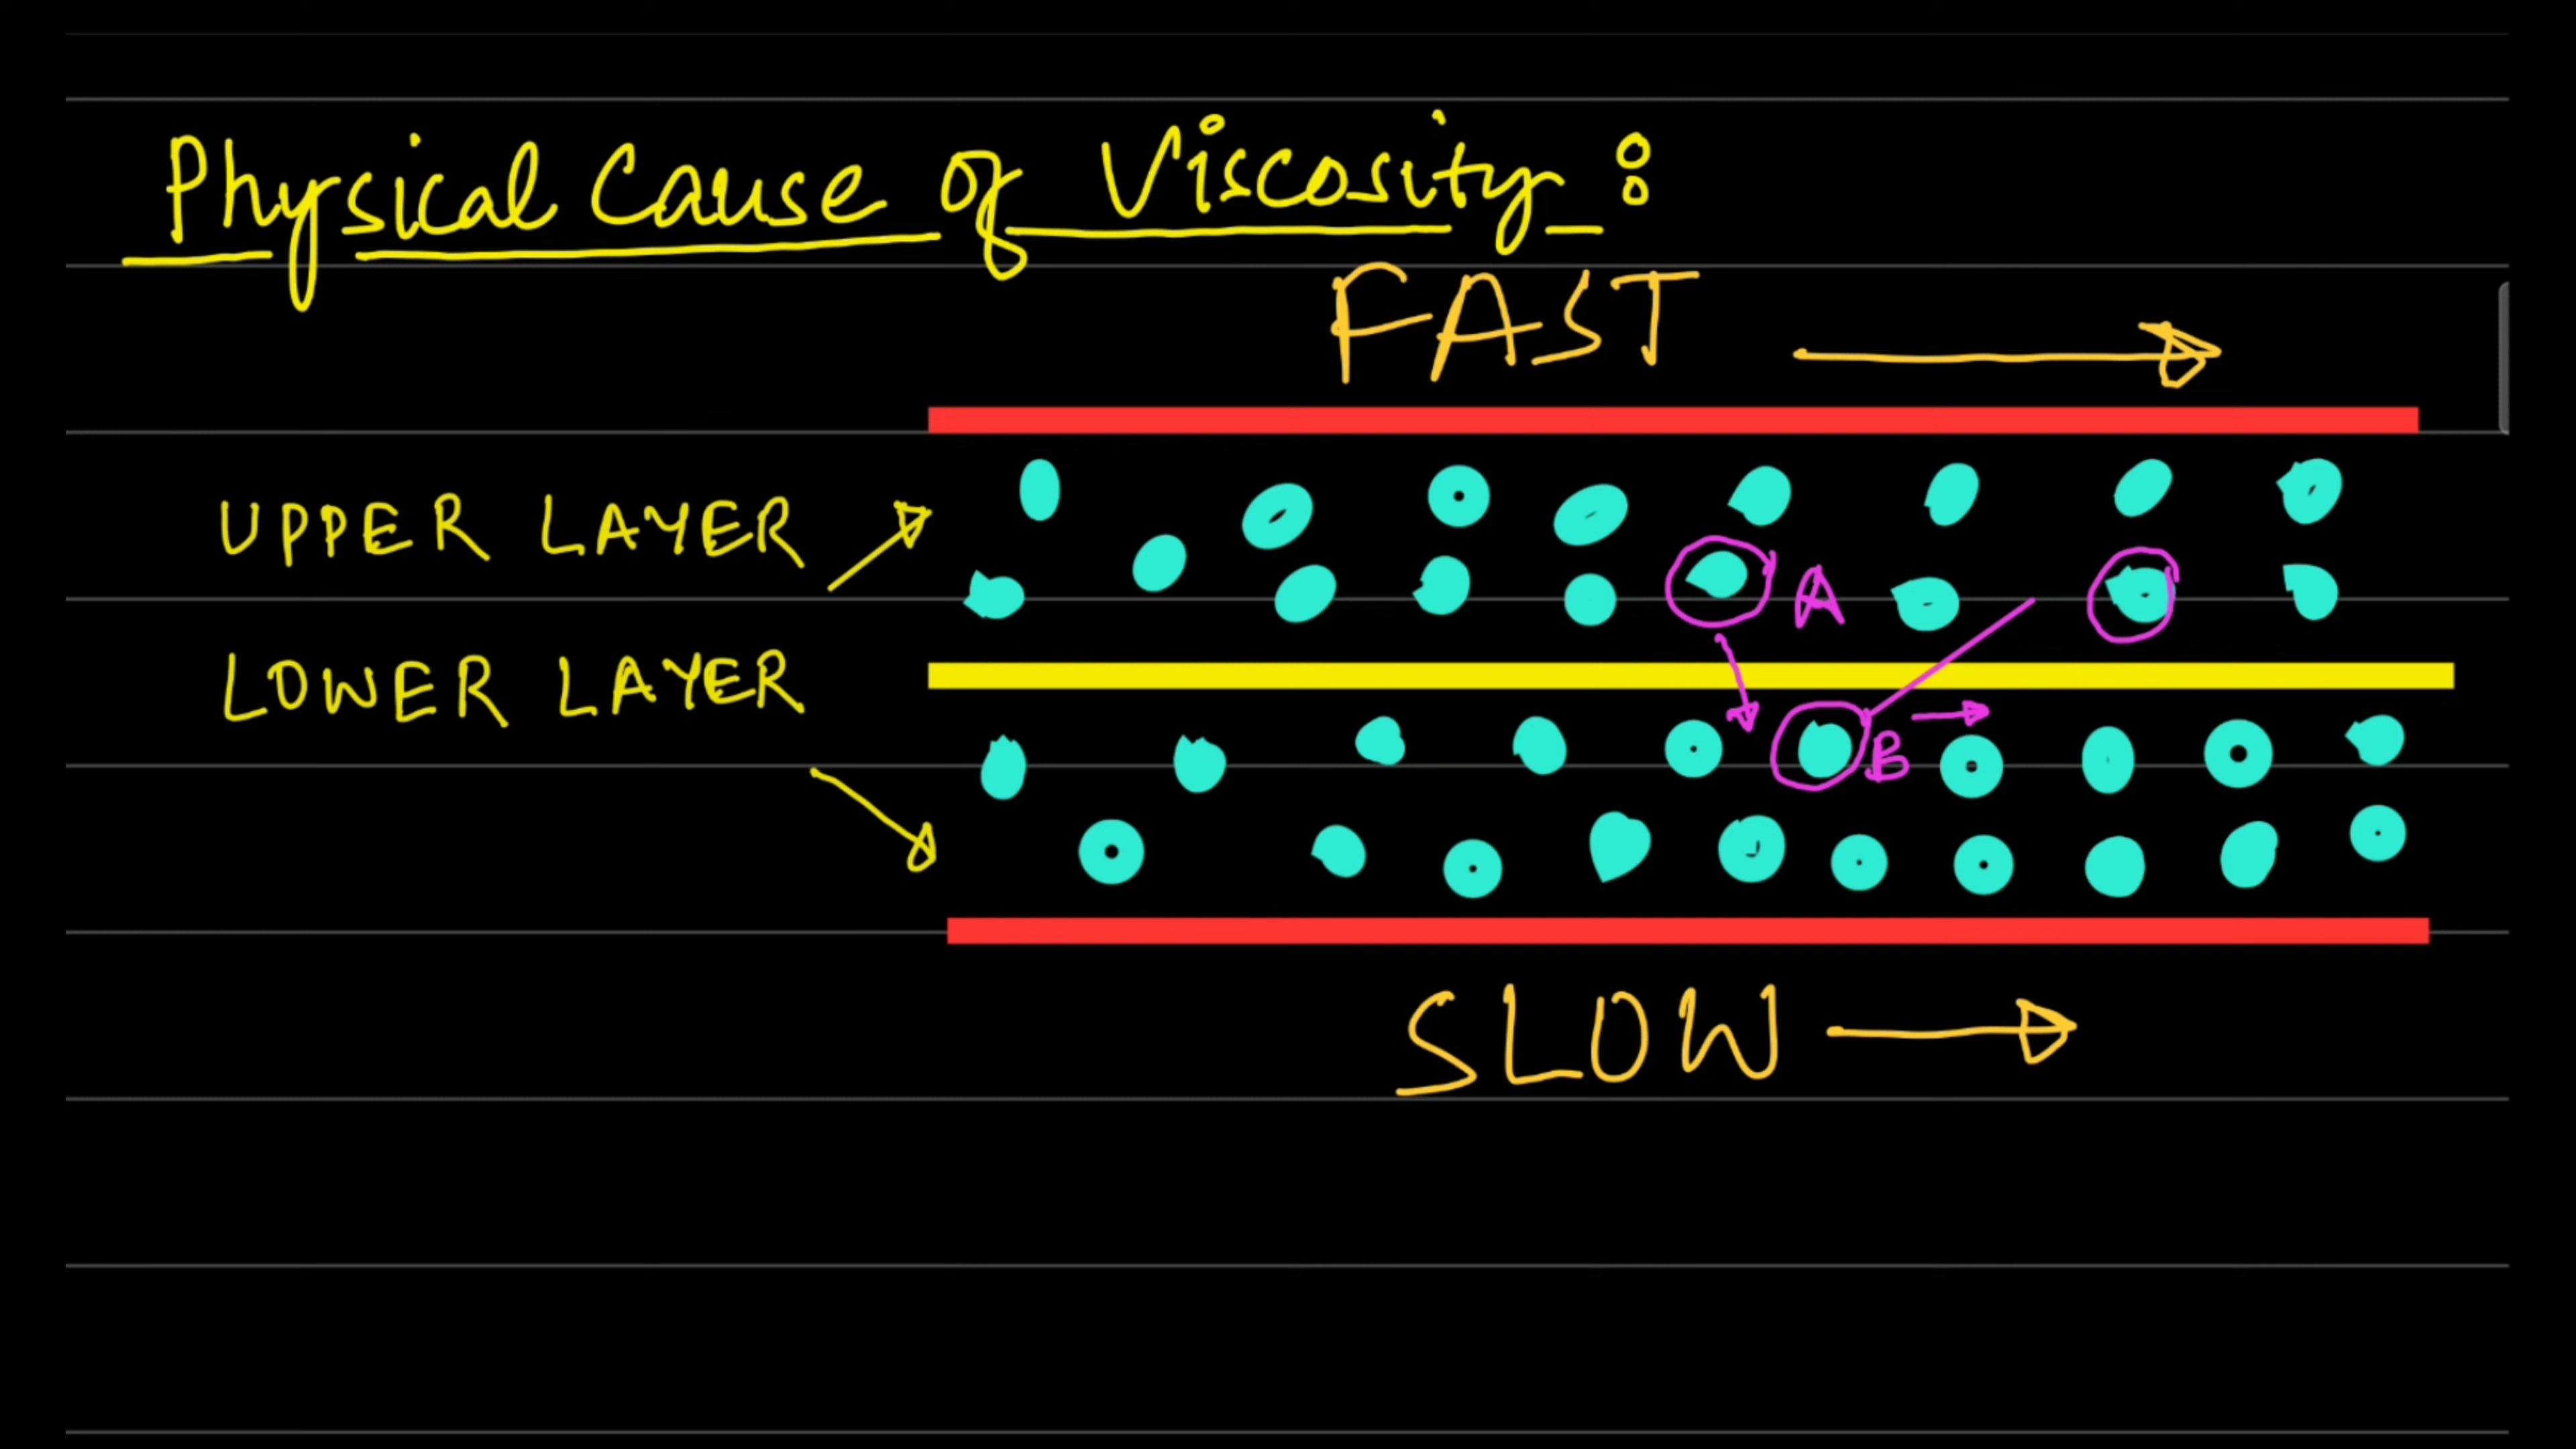 Physical Cause of Viscosity :
FAST
UPPER LAYER
A
LOWER LAYER
B
SLOW